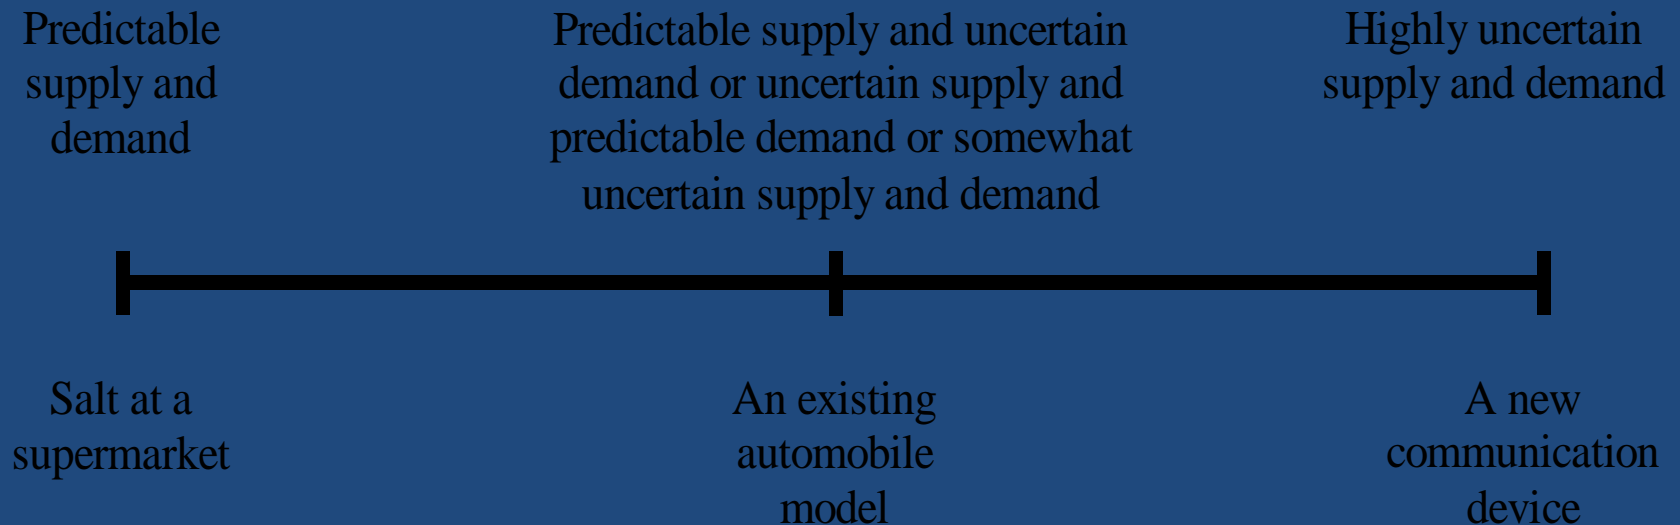 Predictable
supply and
demand
Predictable supply and uncertain
demand or uncertain supply and
predictable demand or somewhat
uncertain supply and demand
Highly uncertain
supply and demand
Salt at a
supermarket
An existing
automobile
model
A new
communication
device